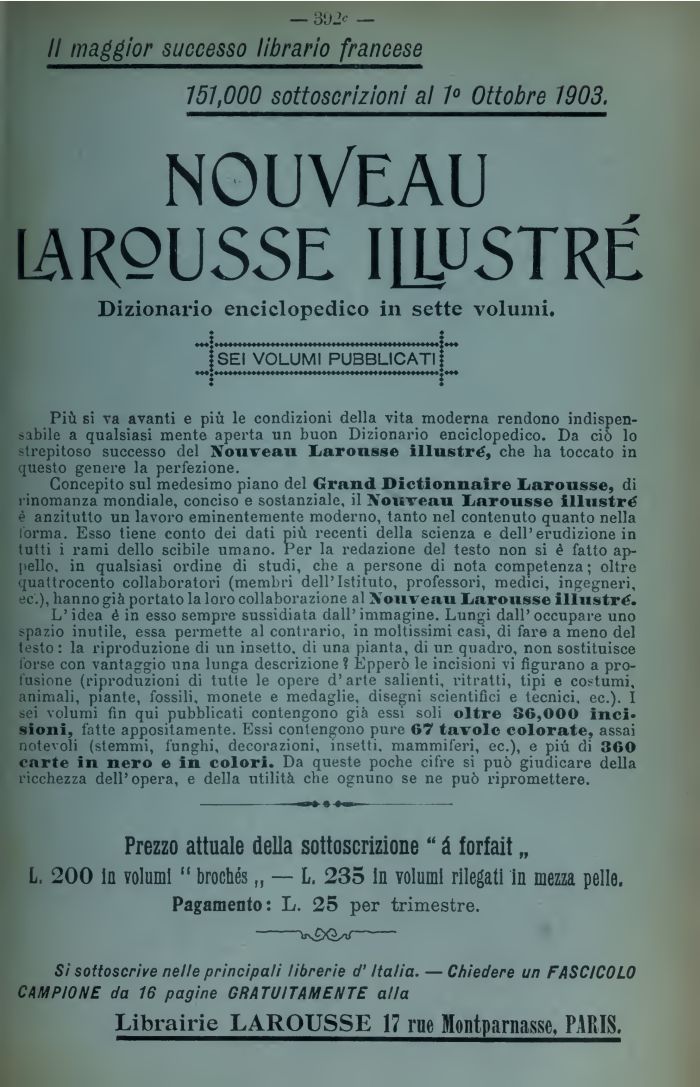 — 392c —
Il maggior successo librario francese
151,000 sottoscrizioni al 1º Ottobre 1903.
NOUVEAU
LAROUSSE ILLUSTRÉ
Dizionario enciclopedico in sette volumi.
SEI VOLUMI PUBBLICATI
Più si va avanti e più le condizioni della vita moderna rendono indispen-
sabile a qualsiasi mente aperta un buon Dizionario enciclopedico. Da ciò lo
strepitoso successo del Nouveau Larousse illustré, che ha toccato in
questo genere la perfezione.
Concepito sul medesimo piano del Grand Dictionnaire Larousse, di
rinomanza mondiale, conciso e sostanziale, il Nouveau Larousse illustré
è anzitutto un lavoro eminentemente moderno, tanto nel contenuto quanto nella
forma. Esso tiene conto dei dati più recenti della scienza e dell' erudizione in
tutti i rami dello scibile umano. Per la redazione del testo non si è fatto ap-
pello, in qualsiasi ordine di studi, che a persone di nota competenza; oltre
quattrocento collaboratori (membri dell'Istituto, professori, medici, ingegneri,
ec.), hanno già portato la loro collaborazione al Nouveau Larousse illustré.
L' idea è in esso sempre sussidiata dall' immagine. Lungi dall' occupare uno
spazio inutile, essa permette al contrario, in moltissimi casi, di fare a meno del
testo : la riproduzione di un insetto, di una pianta, di un quadro, non sostituisce
forse con vantaggio una lunga descrizione ? Epperò le incisioni vi figurano a pro-
fusione (riproduzioni di tutte le opere d' arte salienti, ritratti, tipi e costumi,
animali, piante, fossili, monete e medaglie, disegni scientifici e tecnici, ec.). I
sei volumi fin qui pubblicati contengono già essi soli oltre 36,000 inci-
sioni, fatte appositamente. Essi contengono pure 67 tavole colorate, assai
notevoli (stemmi, funghi, decorazioni, insetti, mammiferi, ec.), e più di 360
carte in nero e in colori. Da queste poche cifre si può giudicare della
ricchezza dell' opera, e della utilità che ognuno se ne può ripromettere.
Prezzo attuale della sottoscrizione “ á forfait „
L. 200 in volumi “ brochés „ — L. 235 in volumi rilegati in mezza pelle.
Pagamento: L. 25 per trimestre.
Si sottoscrive nelle principali librerie d' Italia. — Chiedere un FASCICOLO
CAMPIONE da 16 pagine GRATUITAMENTE alla
Librairie LAROUSSE 17 rue Montparnasse, PARIS.